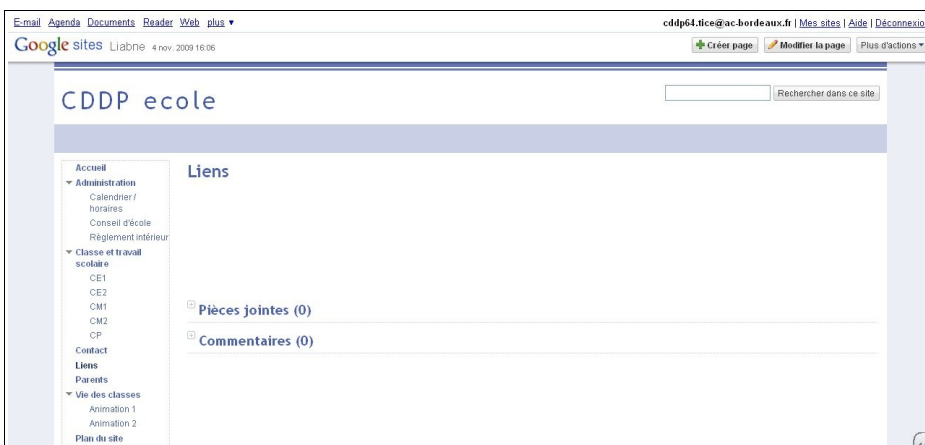 E-mail Agenda Documents Reader Web plus ▼
cddp64.tice@ac-bordeaux.fr | Mes sites | Aide | Déconnexio
Google sites Liabne 4 nov. 2009 16:06
Créer page Modifier la page Plus d'actions ▼
CDDP ecole
Rechercher dans ce site
Accueil
Administration
Calendrier /
horaires
Conseil d'école
Règlement intérieur
Classe et travail
scolaire
CE1
CE2
CM1
CM2
CP
Contact
Liens
Parents
Vie des classes
Animation 1
Animation 2
Plan du site
Liens
Pièces jointes (0)
Commentaires (0)